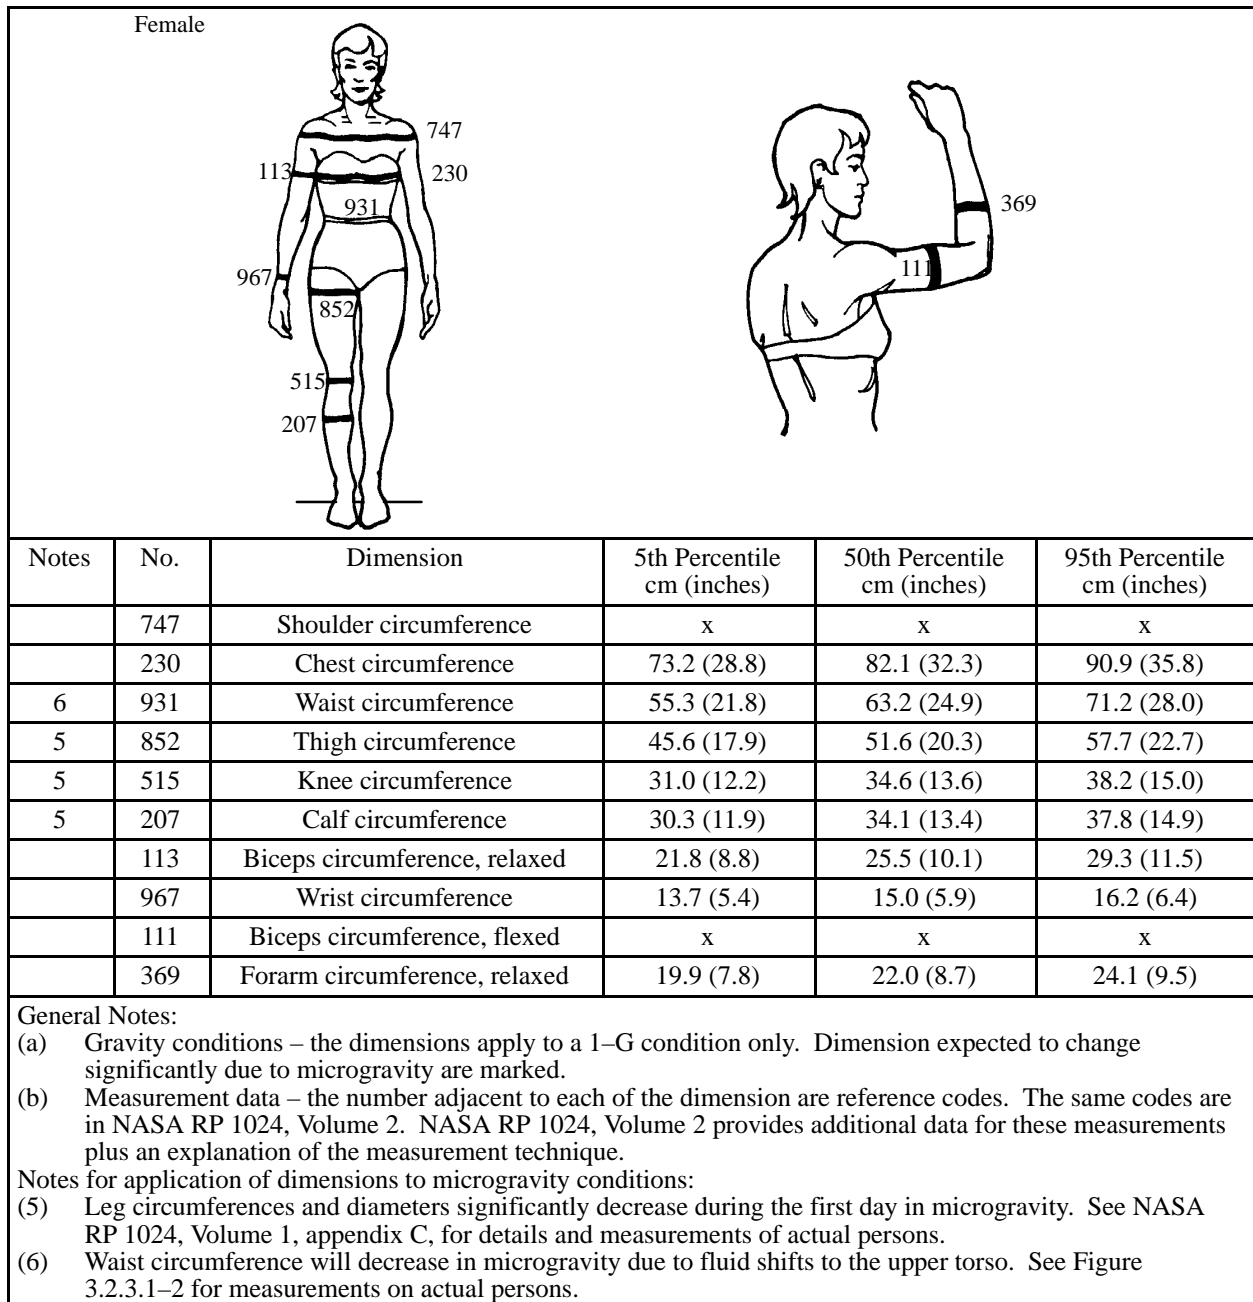 Female
747
113
230
931
369
111
967
852
515
207
Notes No. Dimension 5th Percentile cm (inches) 50th Percentile cm (inches) 95th Percentile cm (inches)
747 Shoulder circumference x x x
230 Chest circumference 73.2 (28.8) 82.1 (32.3) 90.9 (35.8)
6 931 Waist circumference 55.3 (21.8) 63.2 (24.9) 71.2 (28.0)
5 852 Thigh circumference 45.6 (17.9) 51.6 (20.3) 57.7 (22.7)
5 515 Knee circumference 31.0 (12.2) 34.6 (13.6) 38.2 (15.0)
5 207 Calf circumference 30.3 (11.9) 34.1 (13.4) 37.8 (14.9)
113 Biceps circumference, relaxed 21.8 (8.8) 25.5 (10.1) 29.3 (11.5)
967 Wrist circumference 13.7 (5.4) 15.0 (5.9) 16.2 (6.4)
111 Biceps circumference, flexed x x x
369 Forarm circumference, relaxed 19.9 (7.8) 22.0 (8.7) 24.1 (9.5)
General Notes:
(a) Gravity conditions – the dimensions apply to a 1–G condition only. Dimension expected to change
significantly due to microgravity are marked.
(b) Measurement data – the number adjacent to each of the dimension are reference codes. The same codes are
in NASA RP 1024, Volume 2. NASA RP 1024, Volume 2 provides additional data for these measurements
plus an explanation of the measurement technique.
Notes for application of dimensions to microgravity conditions:
(5) Leg circumferences and diameters significantly decrease during the first day in microgravity. See NASA
RP 1024, Volume 1, appendix C, for details and measurements of actual persons.
(6) Waist circumference will decrease in microgravity due to fluid shifts to the upper torso. See Figure
3.2.3.1–2 for measurements on actual persons.